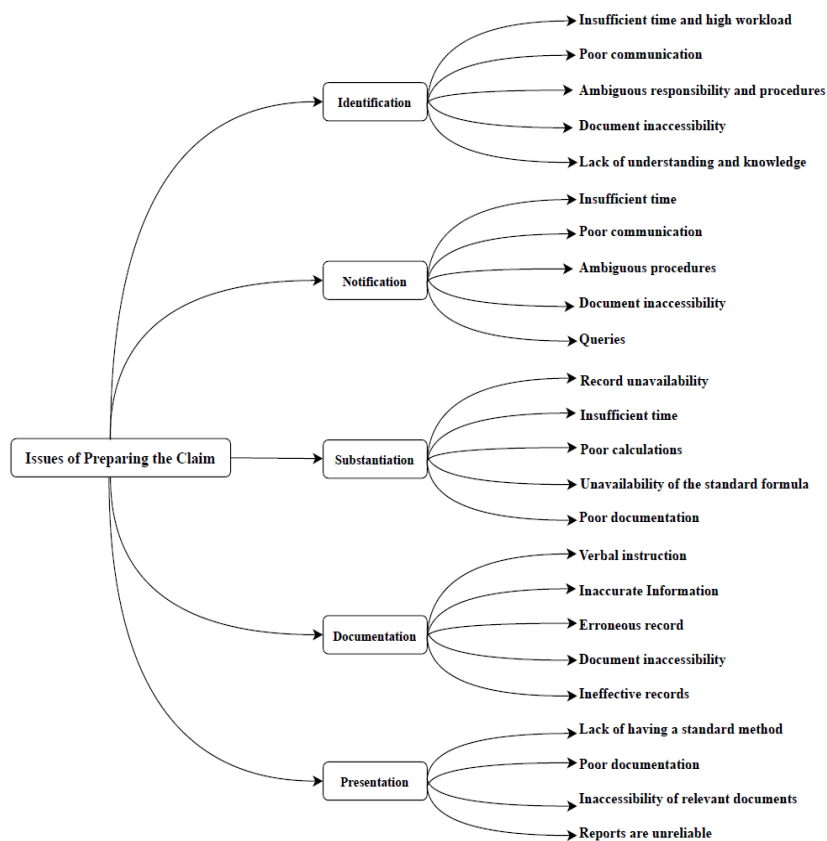 Issues of Preparing the Claim
Identification
Insufficient time and high workload
Poor communication
Ambiguous responsibility and procedures
Document inaccessibility
Lack of understanding and knowledge
Notification
Insufficient time
Poor communication
Ambiguous procedures
Document inaccessibility
Queries
Substantiation
Record unavailability
Insufficient time
Poor calculations
Unavailability of the standard formula
Poor documentation
Documentation
Verbal instruction
Inaccurate Information
Erroneous record
Document inaccessibility
Ineffective records
Presentation
Lack of having a standard method
Poor documentation
Inaccessibility of relevant documents
Reports are unreliable